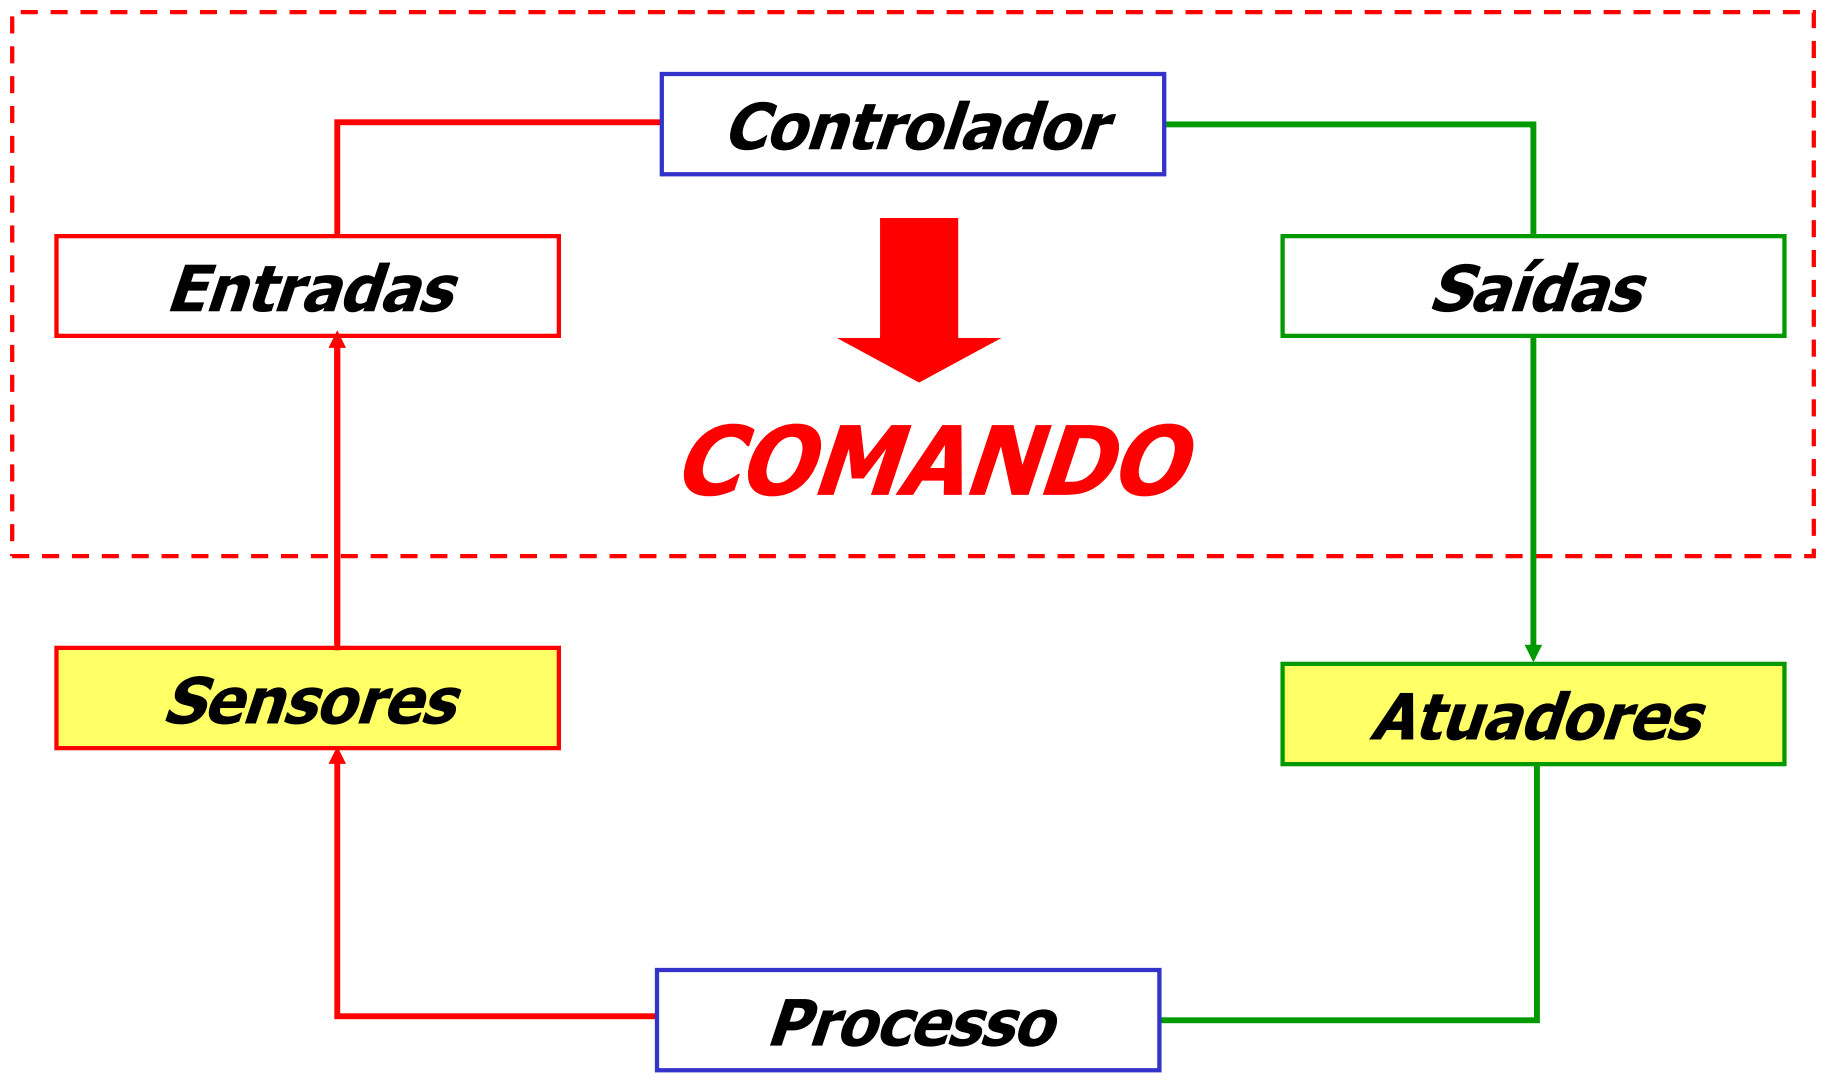 Controlador
Entradas
Saídas
COMANDO
Sensores
Atuadores
Processo